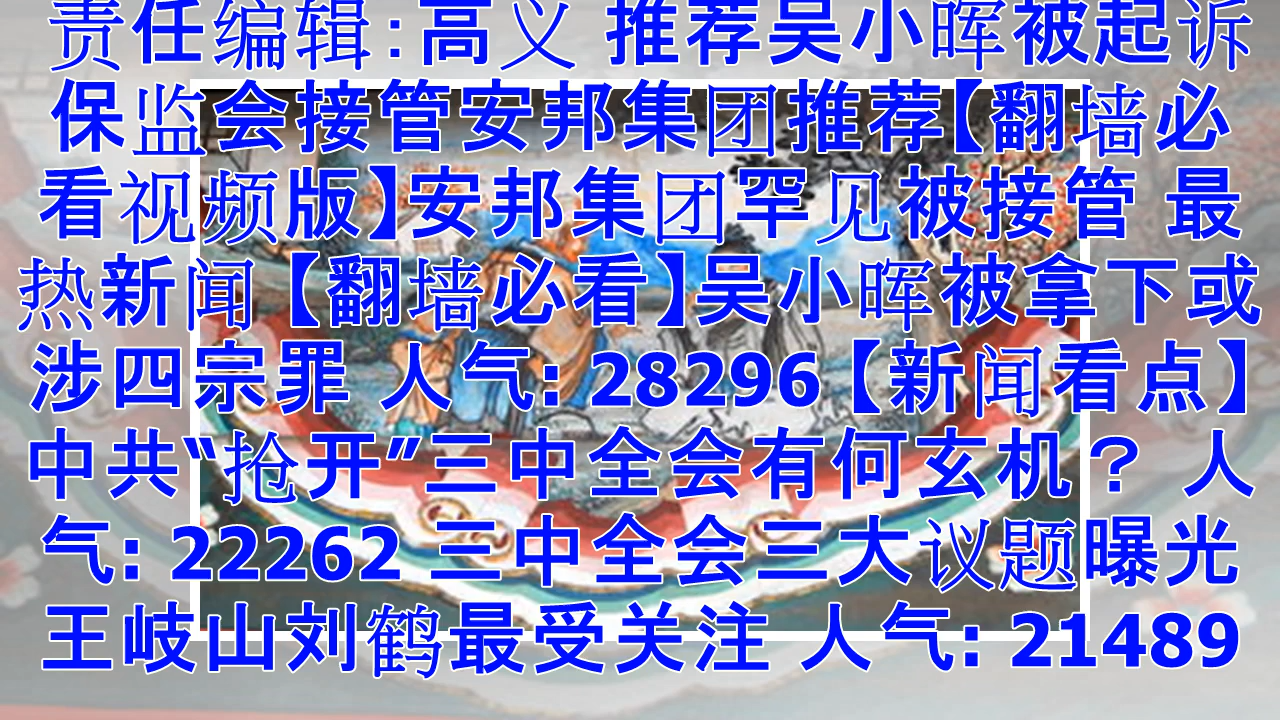 责任编辑:高义 推荐吴小晖被起诉
保监会接管安邦集团推荐【翻墙必
看视频版】安邦集团罕见被接管 最
热新闻【翻墙必看】吴小晖被拿下或
涉四宗罪 人气: 28296【新闻看点】
中共“抢开”三中全会有何玄机？ 人
气: 22262 三中全会三大议题曝光
王岐山刘鹤最受关注 人气: 21489